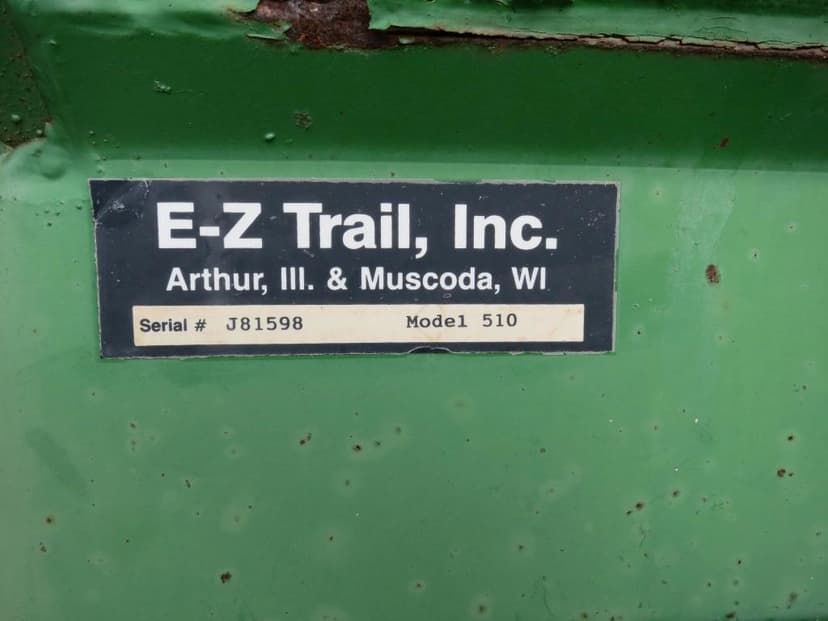 E-Z Trail, Inc.
Arthur, Ill. & Muscoda, WI
Serial # J81598 Model 510